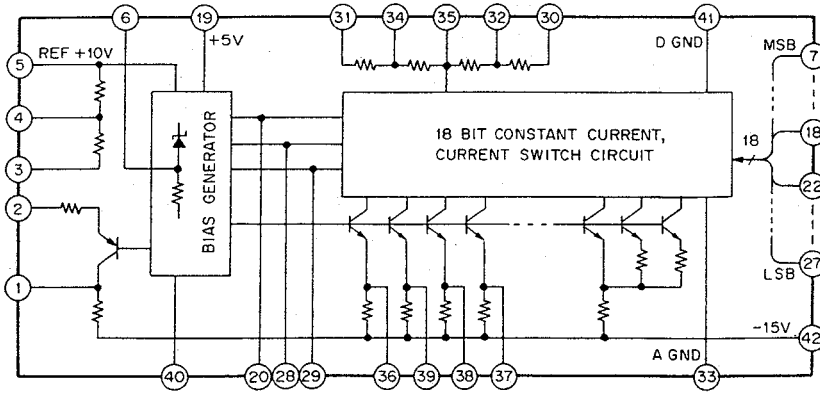 6 19 31 34 35 32 30 41
+5V
5 REF +10V
D GND
MSB 7
4
3
2
1
BIAS GENERATOR
18 BIT CONSTANT CURRENT,
CURRENT SWITCH CIRCUIT
18
18
22
27
LSB
-15V
42
A GND
40 20 28 29 36 39 38 37 33